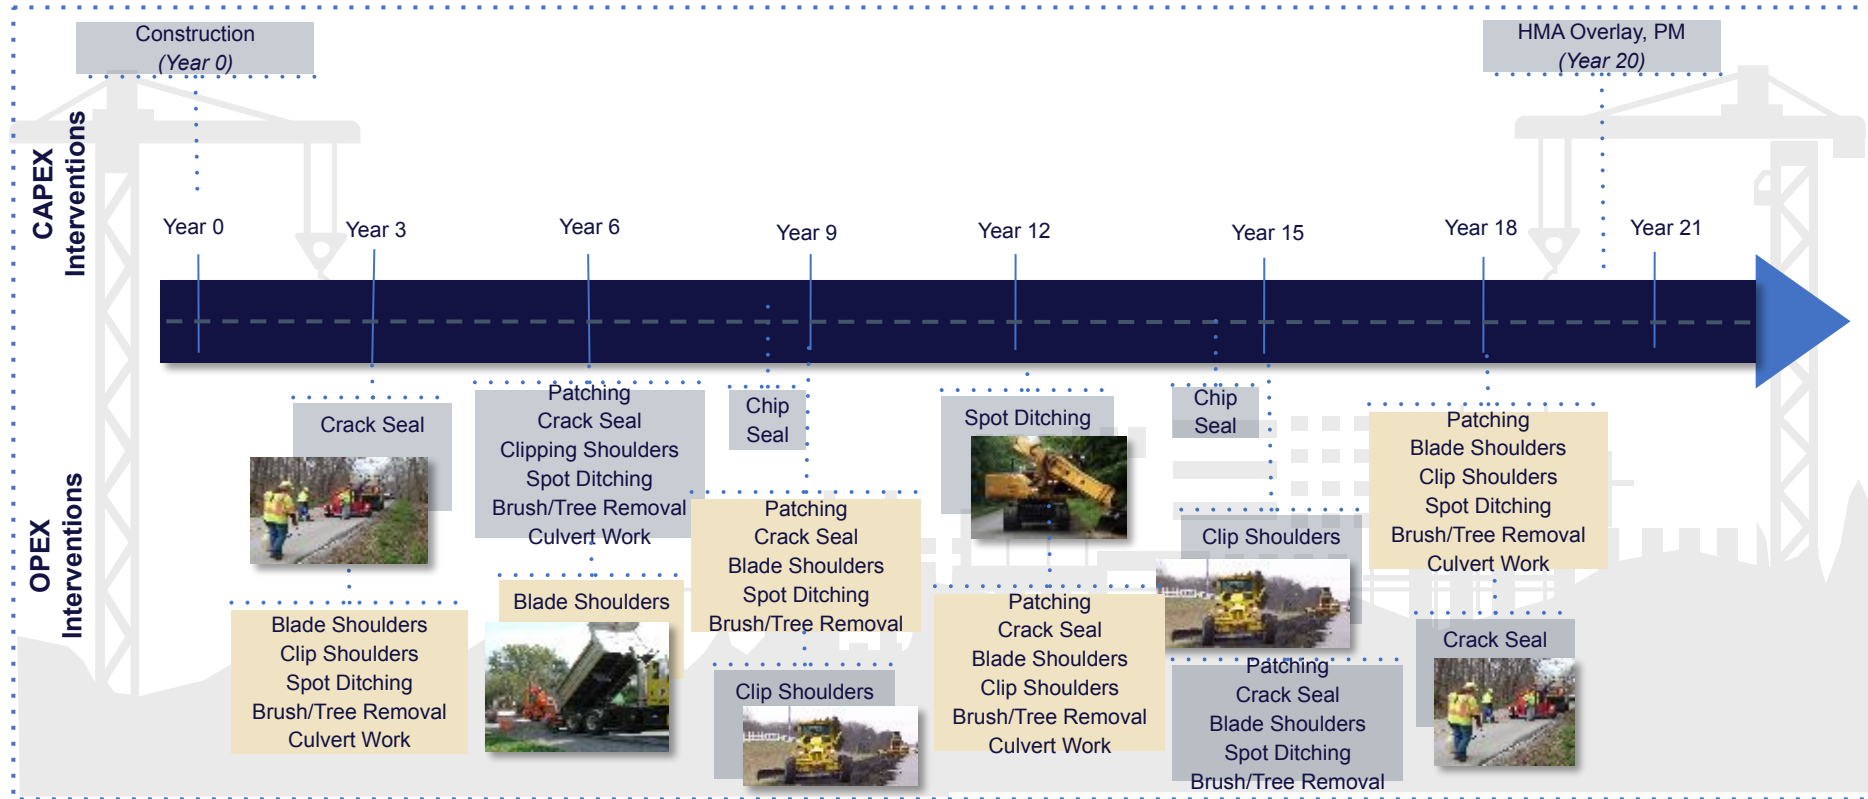 Construction
(Year 0)
HMA Overlay, PM
(Year 20)
CAPEX
Interventions
Year 0
Year 3
Year 6
Year 9
Year 12
Year 15
Year 18
Year 21
OPEX
Interventions
Crack Seal
Blade Shoulders
Clip Shoulders
Spot Ditching
Brush/Tree Removal
Culvert Work
Patching
Crack Seal
Clipping Shoulders
Spot Ditching
Brush/Tree Removal
Culvert Work
Blade Shoulders
Chip
Seal
Patching
Crack Seal
Blade Shoulders
Spot Ditching
Brush/Tree Removal
Clip Shoulders
Spot Ditching
Patching
Crack Seal
Blade Shoulders
Clip Shoulders
Brush/Tree Removal
Culvert Work
Chip
Seal
Clip Shoulders
Patching
Crack Seal
Blade Shoulders
Spot Ditching
Brush/Tree Removal
Patching
Blade Shoulders
Clip Shoulders
Spot Ditching
Brush/Tree Removal
Culvert Work
Crack Seal